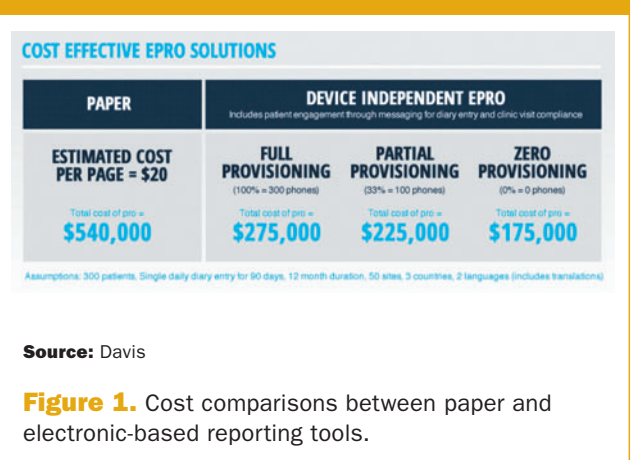 COST EFFECTIVE EPRO SOLUTIONS
PAPER
DEVICE INDEPENDENT EPRO
Includes patient engagement through messaging for diary entry and clinic visit compliance
ESTIMATED COST
PER PAGE = $20
Total cost of pro =
$540,000
FULL
PROVISIONING
(100% = 300 phones)
Total cost of pro =
$275,000
PARTIAL
PROVISIONING
(33% = 100 phones)
Total cost of pro =
$225,000
ZERO
PROVISIONING
(0% = 0 phones)
Total cost of pro =
$175,000
Assumptions: 300 patients, Single daily diary entry for 90 days, 12 month duration, 50 sites, 3 countries, 2 languages (includes translations)
Source: Davis
Figure 1. Cost comparisons between paper and
electronic-based reporting tools.